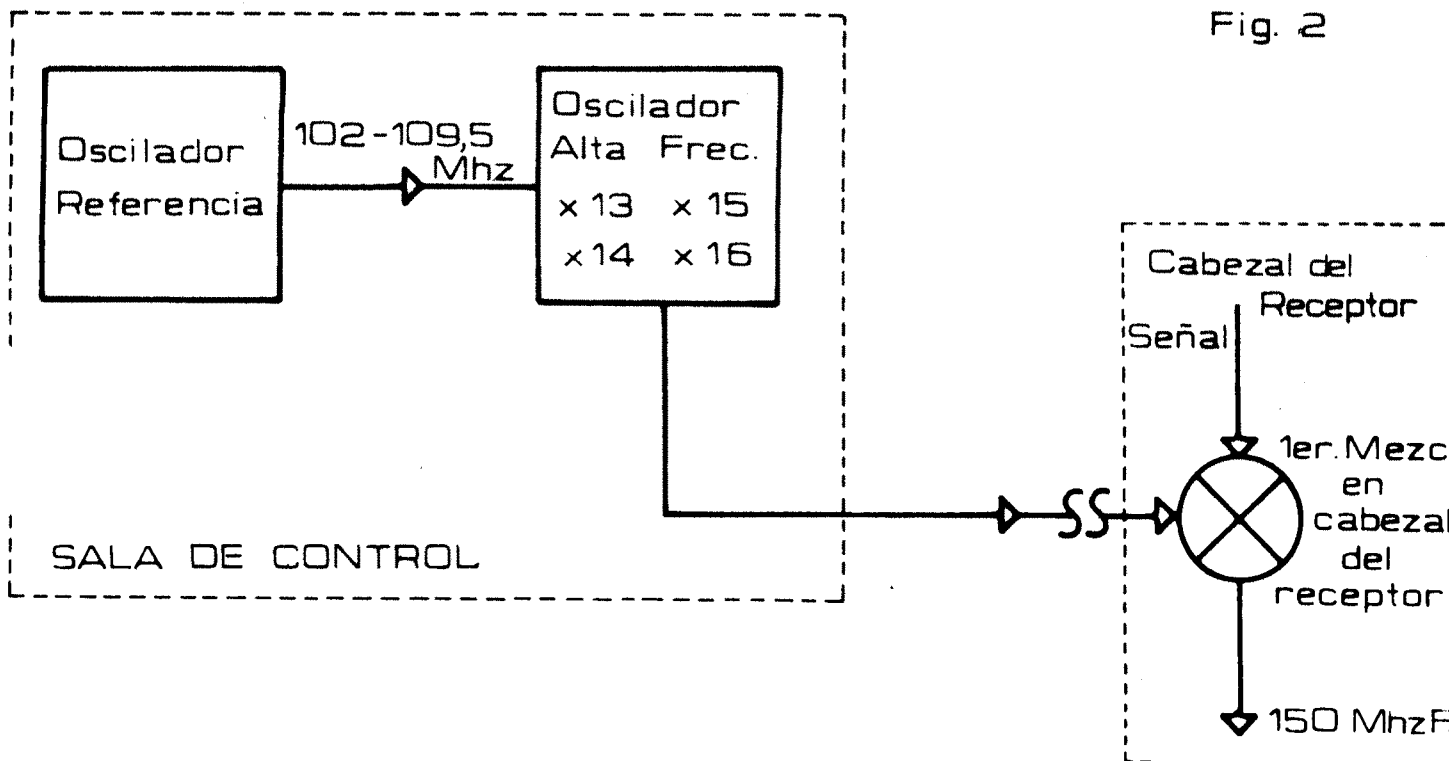 Fig. 2
Oscilador
Referencia
102-109,5
Mhz
Oscilador
Alta Frec.
x 13 x 15
x 14 x 16
SALA DE CONTROL
Cabezal del
Receptor
Señal
1er. Mezc
en
cabezal
del
receptor
150 Mhz F